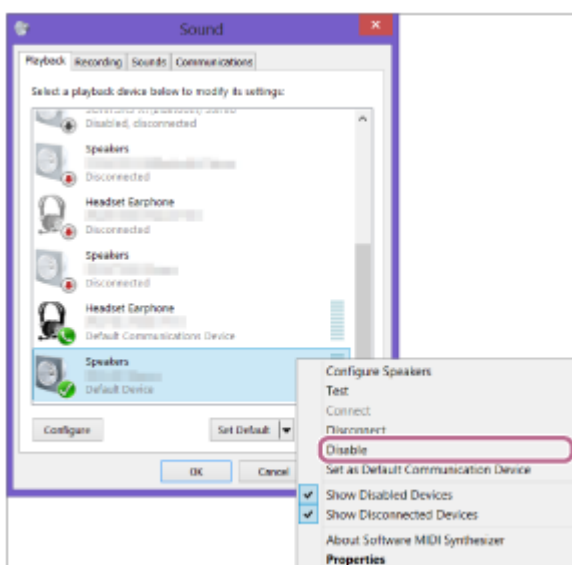 Sound
Playback Recording Sounds Communications
Select a playback device below to modify its settings:
Stereo
Disabled, disconnected
Speakers
Disconnected
Headset Earphone
Disconnected
Speakers
Disconnected
Headset Earphone
Default Communications Device
Speakers
Default Device
Configure Set Default
OK Cancel
Configure Speakers
Test
Connect
Disconnect
Disable
Set as Default Communication Device
Show Disabled Devices
Show Disconnected Devices
About Software MIDI Synthesizer
Properties